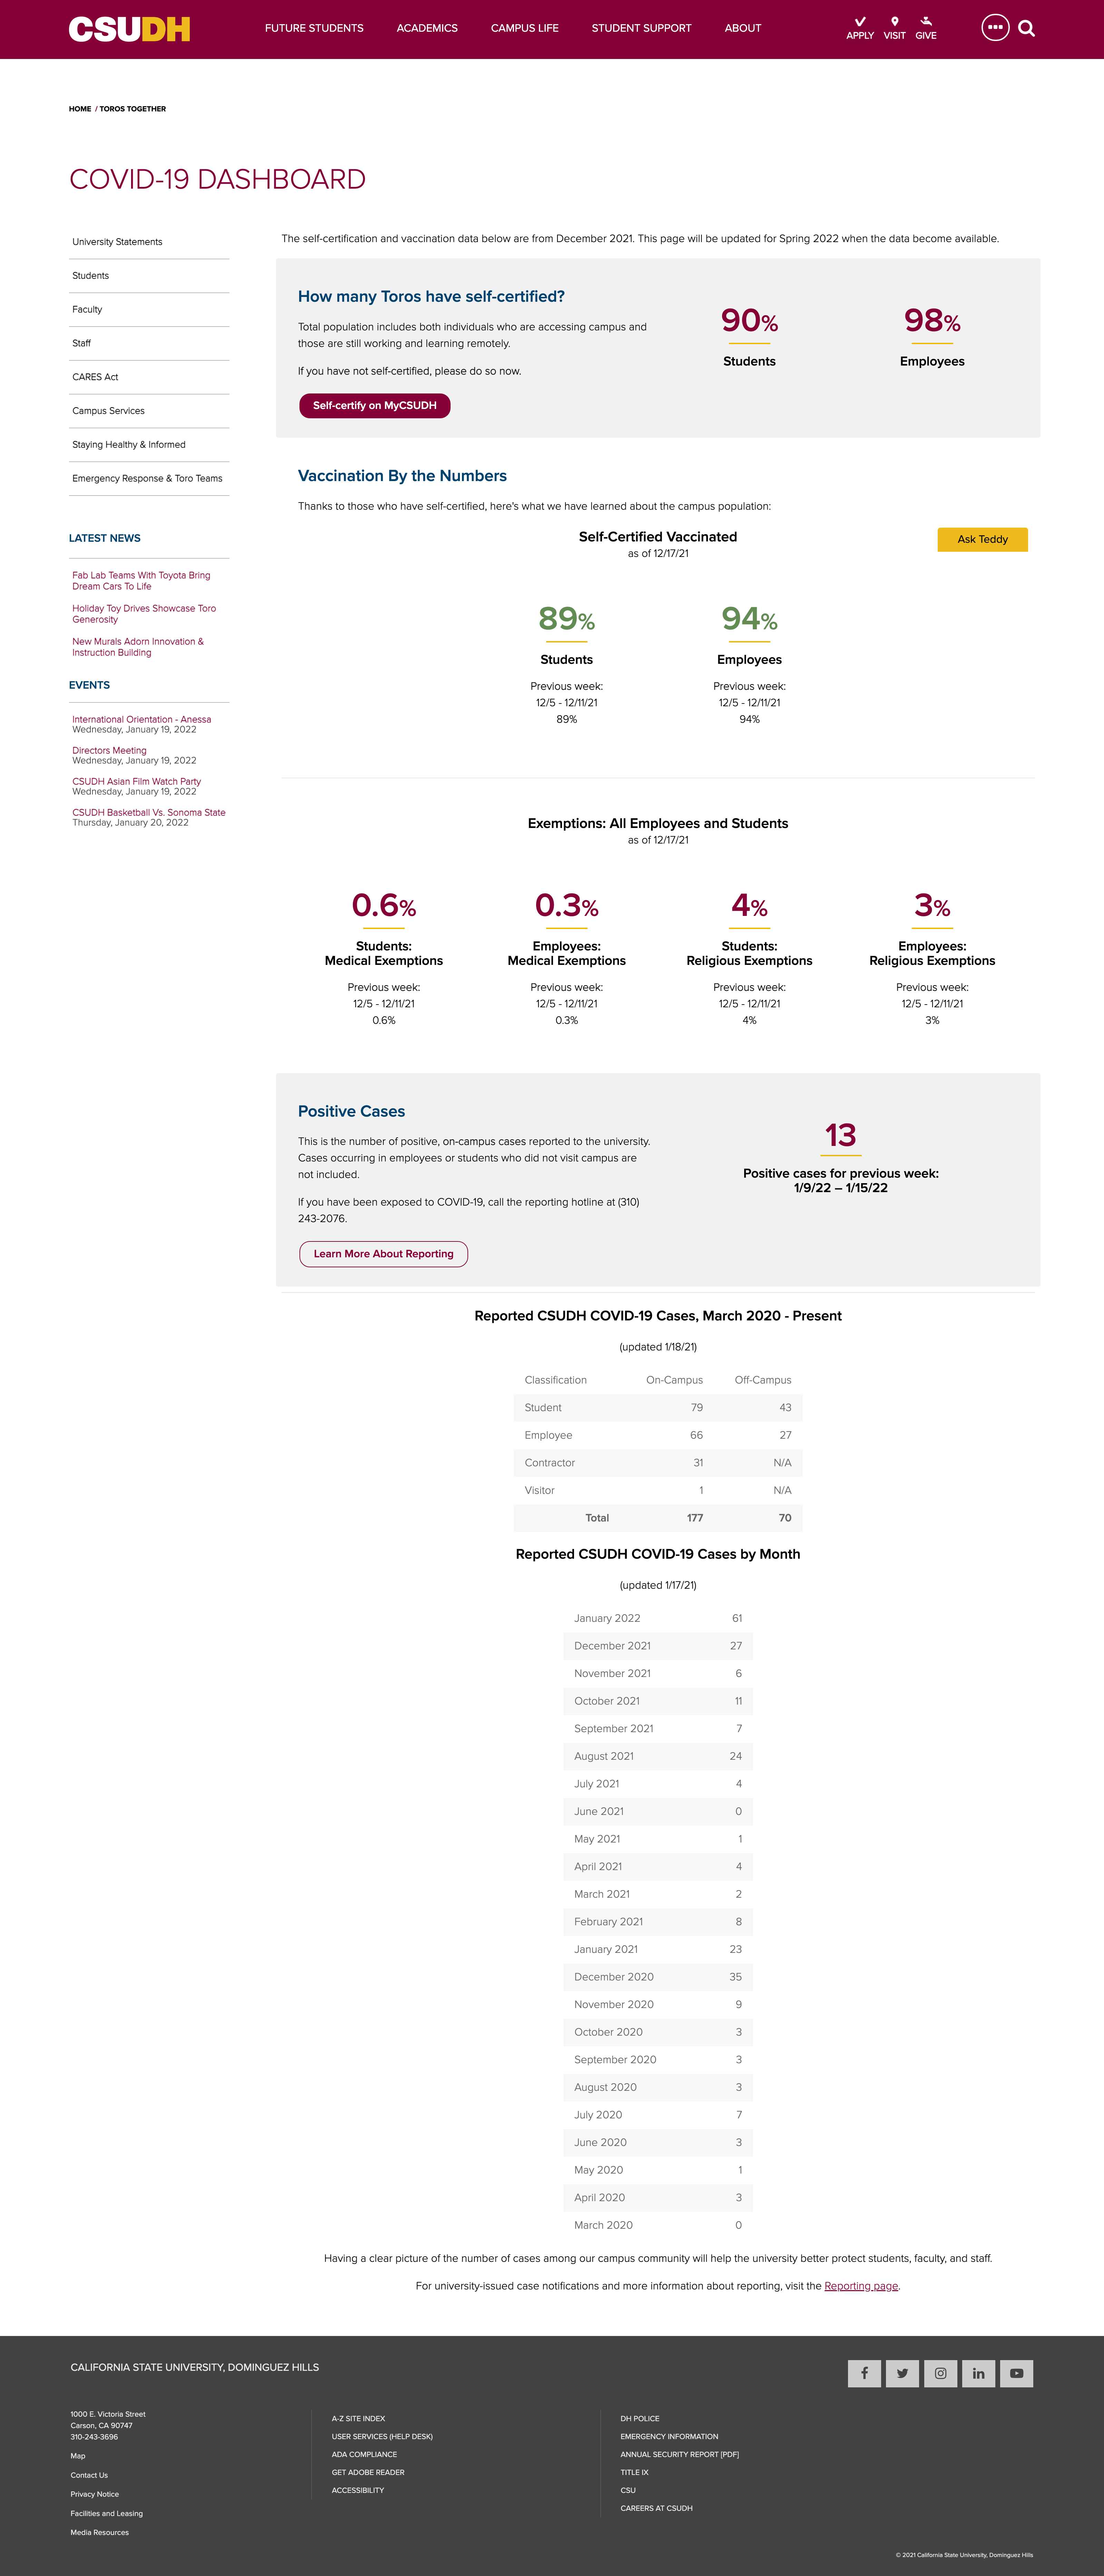 CSUDH
FUTURE STUDENTS
ACADEMICS
CAMPUS LIFE
STUDENT SUPPORT
ABOUT
APPLY
VISIT
GIVE
HOME / TOROS TOGETHER
COVID-19 DASHBOARD
University Statements
Students
Faculty
Staff
CARES Act
Campus Services
Staying Healthy & Informed
Emergency Response & Toro Teams
LATEST NEWS
Fab Lab Teams With Toyota Bring
Dream Cars To Life
Holiday Toy Drives Showcase Toro
Generosity
New Murals Adorn Innovation &
Instruction Building
EVENTS
International Orientation - Anessa
Wednesday, January 19, 2022
Directors Meeting
Wednesday, January 19, 2022
CSUDH Asian Film Watch Party
Wednesday, January 19, 2022
CSUDH Basketball Vs. Sonoma State
Thursday, January 20, 2022
The self-certification and vaccination data below are from December 2021. This page will be updated for Spring 2022 when the data become available.
How many Toros have self-certified?
Total population includes both individuals who are accessing campus and
those are still working and learning remotely.
If you have not self-certified, please do so now.
Self-certify on MyCSUDH
90%
Students
98%
Employees
Vaccination By the Numbers
Thanks to those who have self-certified, here's what we have learned about the campus population:
Self-Certified Vaccinated
as of 12/17/21
Ask Teddy
89%
Students
Previous week:
12/5 - 12/11/21
89%
94%
Employees
Previous week:
12/5 - 12/11/21
94%
Exemptions: All Employees and Students
as of 12/17/21
0.6%
Students:
Medical Exemptions
Previous week:
12/5 - 12/11/21
0.6%
0.3%
Employees:
Medical Exemptions
Previous week:
12/5 - 12/11/21
0.3%
4%
Students:
Religious Exemptions
Previous week:
12/5 - 12/11/21
4%
3%
Employees:
Religious Exemptions
Previous week:
12/5 - 12/11/21
3%
Positive Cases
This is the number of positive, on-campus cases reported to the university.
Cases occurring in employees or students who did not visit campus are
not included.
If you have been exposed to COVID-19, call the reporting hotline at (310)
243-2076.
Learn More About Reporting
13
Positive cases for previous week:
1/9/22 – 1/15/22
Reported CSUDH COVID-19 Cases, March 2020 - Present
(updated 1/18/21)
Classification On-Campus Off-Campus
Student 79 43
Employee 66 27
Contractor 31 N/A
Visitor 1 N/A
Total 177 70
Reported CSUDH COVID-19 Cases by Month
(updated 1/17/21)
January 2022 61
December 2021 27
November 2021 6
October 2021 11
September 2021 7
August 2021 24
July 2021 4
June 2021 0
May 2021 1
April 2021 4
March 2021 2
February 2021 8
January 2021 23
December 2020 35
November 2020 9
October 2020 3
September 2020 3
August 2020 3
July 2020 7
June 2020 3
May 2020 1
April 2020 3
March 2020 0
Having a clear picture of the number of cases among our campus community will help the university better protect students, faculty, and staff.
For university-issued case notifications and more information about reporting, visit the Reporting page.
CALIFORNIA STATE UNIVERSITY, DOMINGUEZ HILLS
1000 E. Victoria Street
Carson, CA 90747
310-243-3696
Map
Contact Us
Privacy Notice
Facilities and Leasing
Media Resources
A-Z SITE INDEX
USER SERVICES (HELP DESK)
ADA COMPLIANCE
GET ADOBE READER
ACCESSIBILITY
DH POLICE
EMERGENCY INFORMATION
ANNUAL SECURITY REPORT [PDF]
TITLE IX
CSU
CAREERS AT CSUDH
© 2021 California State University, Dominguez Hills